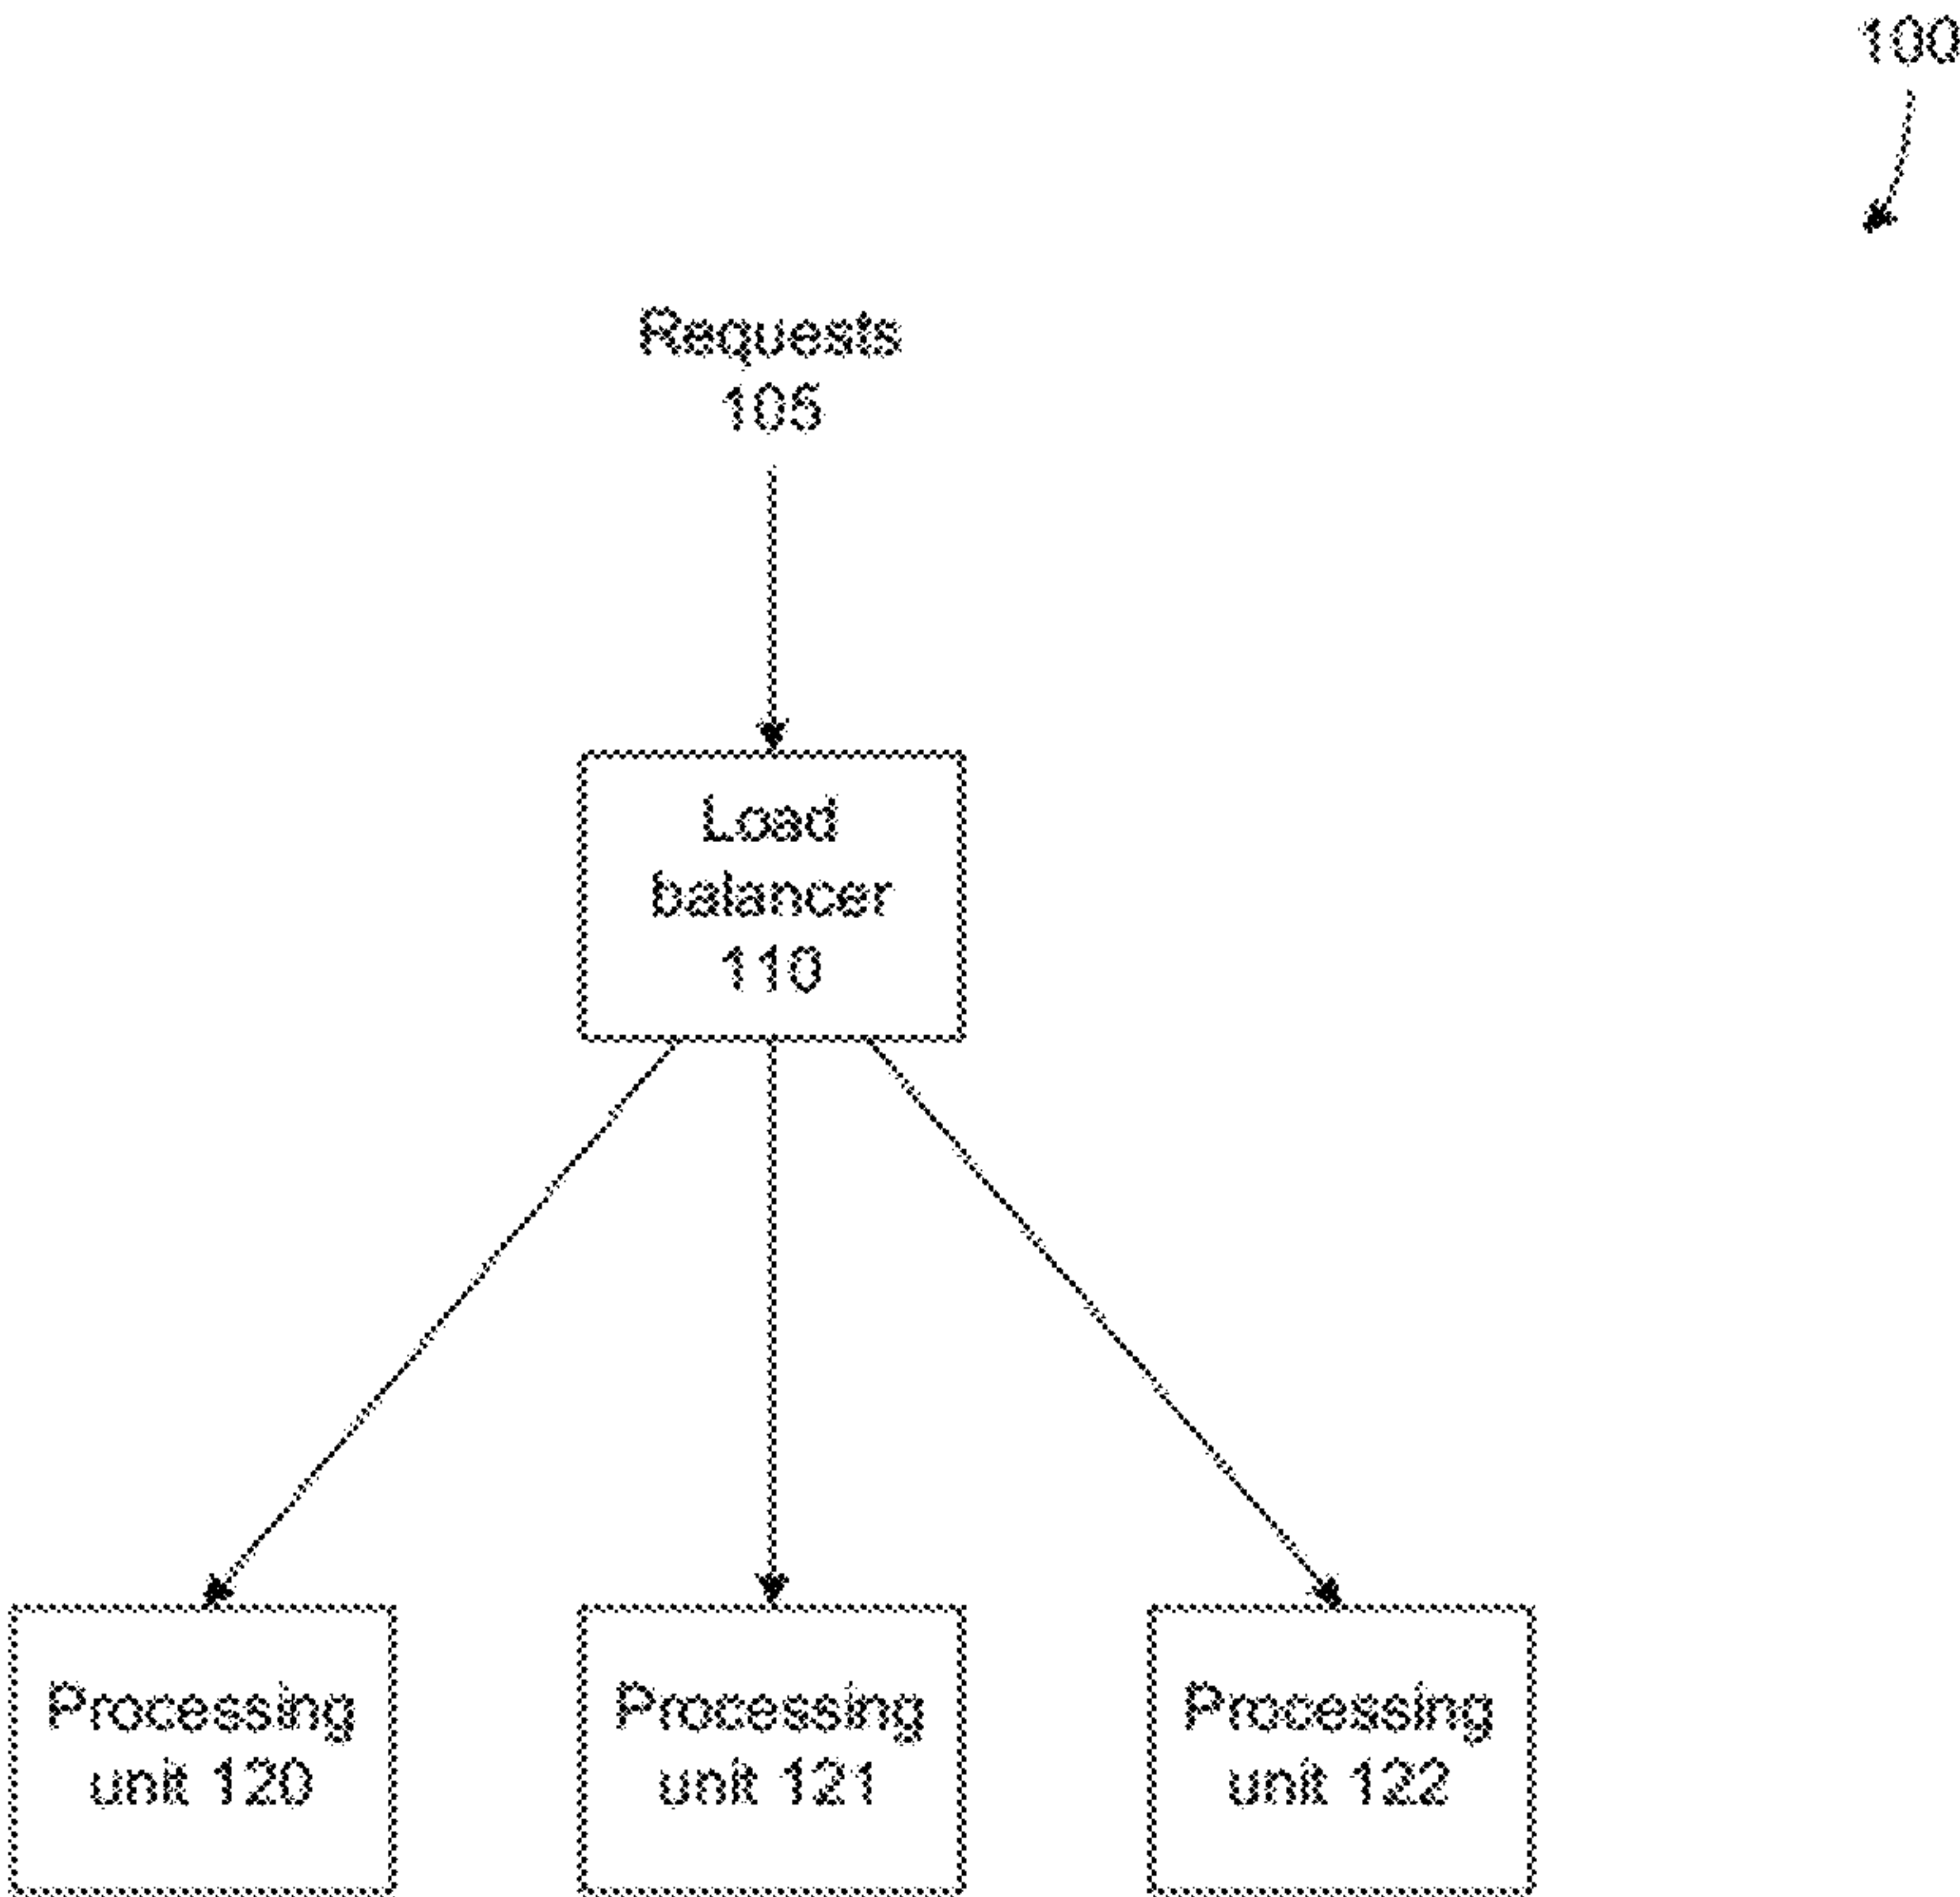 100
Requests
105
Load
balancer
110
Processing
unit 120
Processing
unit 121
Processing
unit 122